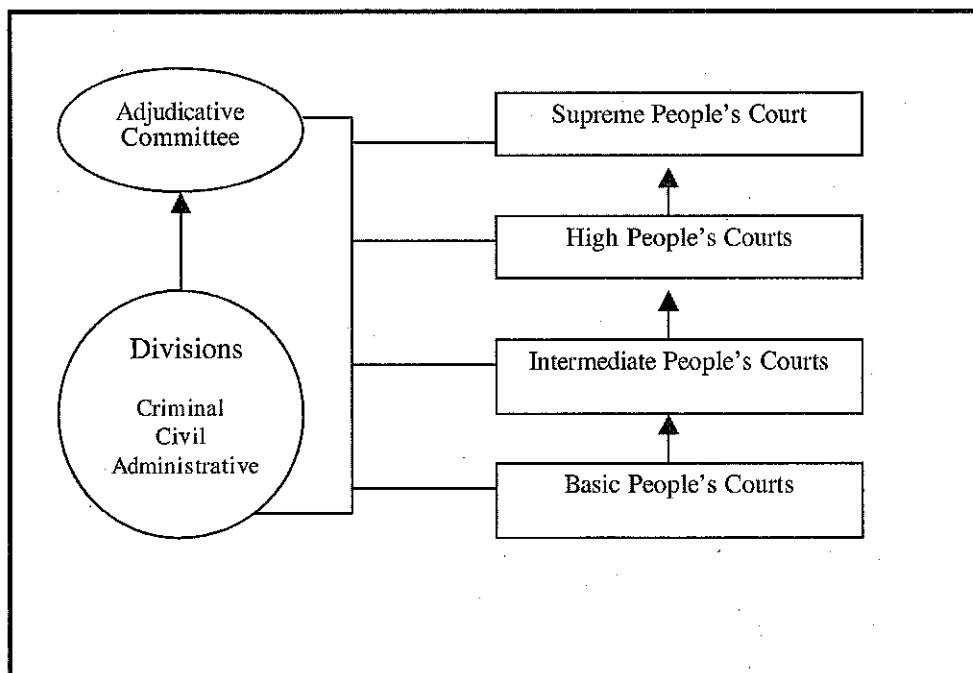 Adjudicative
Committee
Divisions
Criminal
Civil
Administrative
Supreme People's Court
High People's Courts
Intermediate People's Courts
Basic People's Courts